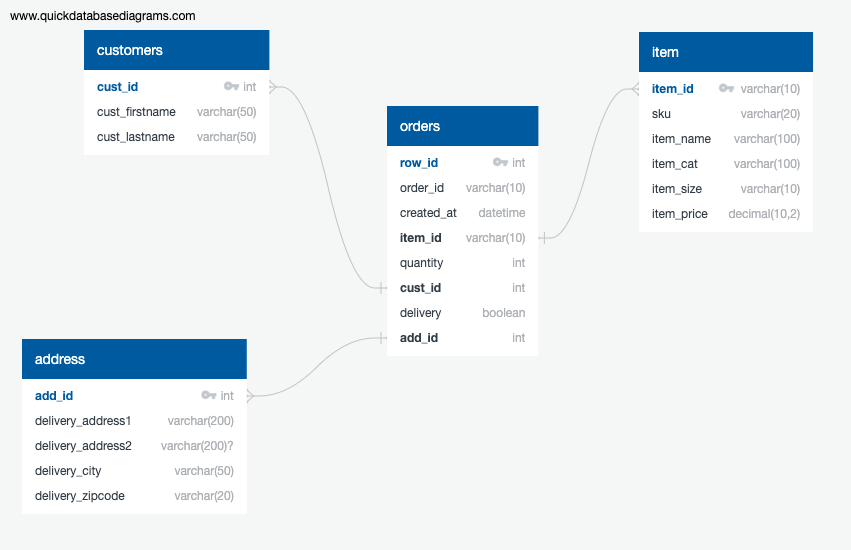 www.quickdatabasediagrams.com
customers
cust_id int
cust_firstname varchar(50)
cust_lastname varchar(50)
orders
row_id int
order_id varchar(10)
created_at datetime
item_id varchar(10)
quantity int
cust_id int
delivery boolean
add_id int
item
item_id varchar(10)
sku varchar(20)
item_name varchar(100)
item_cat varchar(100)
item_size varchar(10)
item_price decimal(10,2)
address
add_id int
delivery_address1 varchar(200)
delivery_address2 varchar(200)?
delivery_city varchar(50)
delivery_zipcode varchar(20)